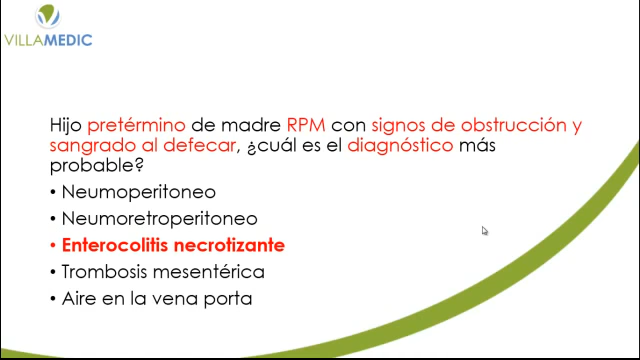 VILLAMEDIC
Hijo pretérmino de madre RPM con signos de obstrucción y
sangrado al defecar, ¿cuál es el diagnóstico más
probable?
• Neumoperitoneo
• Neumoretroperitoneo
• Enterocolitis necrotizante
• Trombosis mesentérica
• Aire en la vena porta